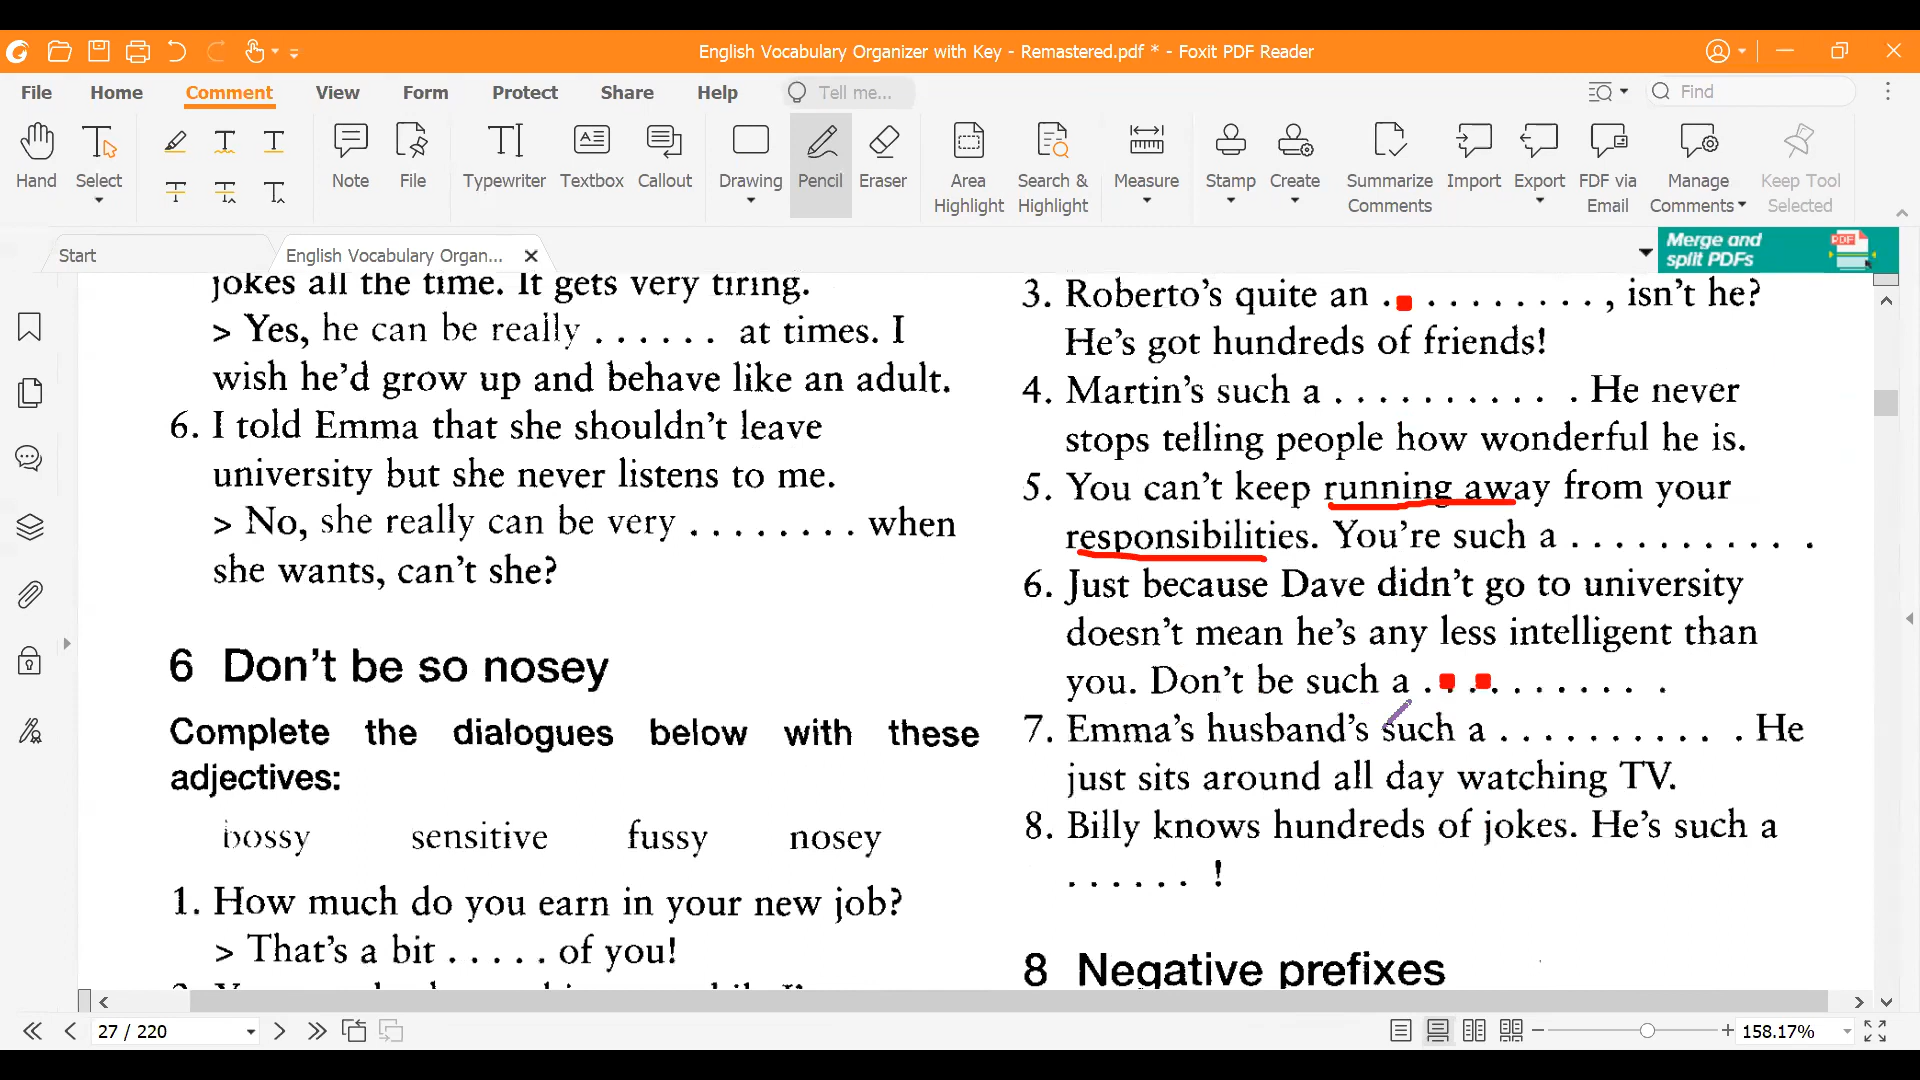 English Vocabulary Organizer with Key - Remastered.pdf * - Foxit PDF Reader
File Home Comment View Form Protect Share Help Tell me... Find
Hand Select Note File Typewriter Textbox Callout Drawing Pencil Eraser Area Highlight Search & Highlight Measure Stamp Create Summarize Comments Import Export FDF via Email Manage Comments Keep Tool Selected
Start English Vocabulary Organ... Merge and split PDFs PDF
jokes all the time. It gets very tiring.
> Yes, he can be really . . . . . . at times. I
wish he'd grow up and behave like an adult.
6. I told Emma that she shouldn't leave
university but she never listens to me.
> No, she really can be very . . . . . . . . when
she wants, can't she?
6 Don't be so nosey
Complete the dialogues below with these
adjectives:
bossy sensitive fussy nosey
1. How much do you earn in your new job?
> That's a bit . . . . . of you!
3. Roberto's quite an . . . . . . . . . . , isn't he?
He's got hundreds of friends!
4. Martin's such a . . . . . . . . . . . He never
stops telling people how wonderful he is.
5. You can't keep running away from your
responsibilities. You're such a . . . . . . . . . . .
6. Just because Dave didn't go to university
doesn't mean he's any less intelligent than
you. Don't be such a . . . . . . . . . . .
7. Emma's husband's such a . . . . . . . . . . . He
just sits around all day watching TV.
8. Billy knows hundreds of jokes. He's such a
. . . . . . !
8 Negative prefixes
27 / 220 158.17%